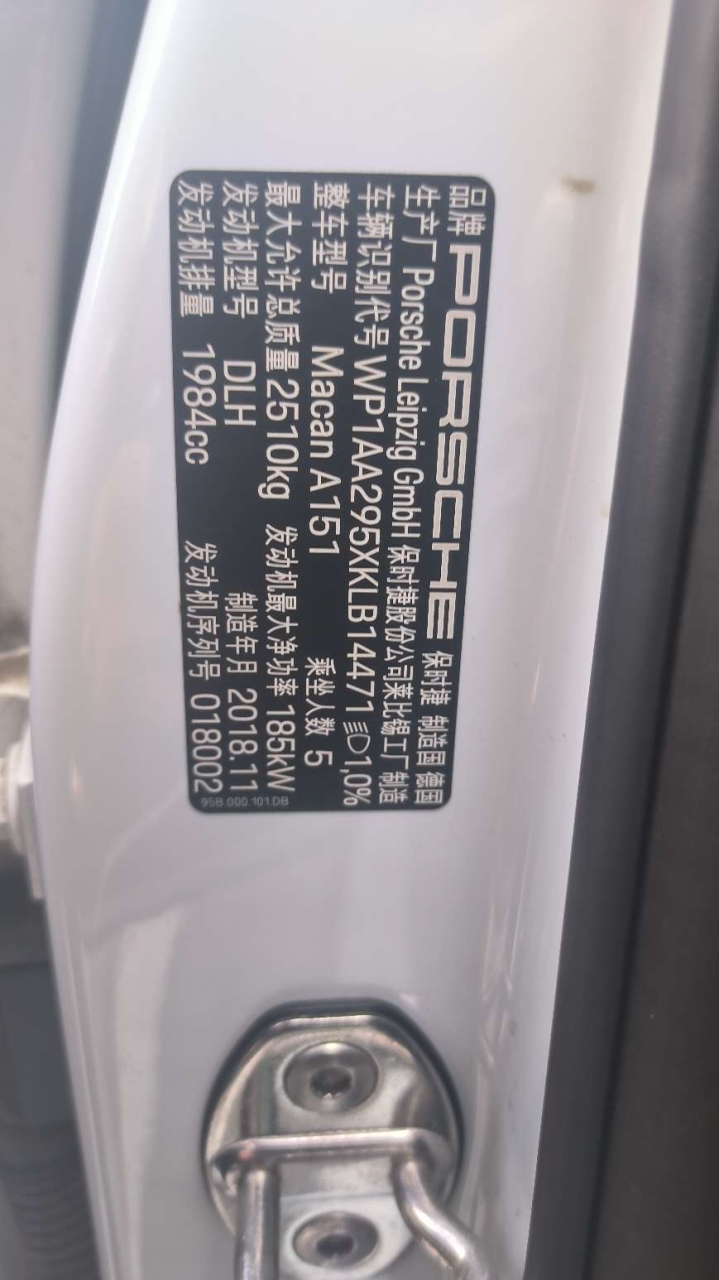 品牌 PORSCHE 保时捷 制造国 德国
生产厂 Porsche Leipzig GmbH 保时捷股份公司莱比锡工厂制造
车辆识别代号 WP1AA295XKLB14471 1,0%
整车型号 Macan A151 乘坐人数 5
最大允许总质量 2510kg 发动机最大净功率 185kW
发动机型号 DLH 制造年月 2018.11
发动机排量 1984cc 发动机序列号 018002
95B.000.101.DB